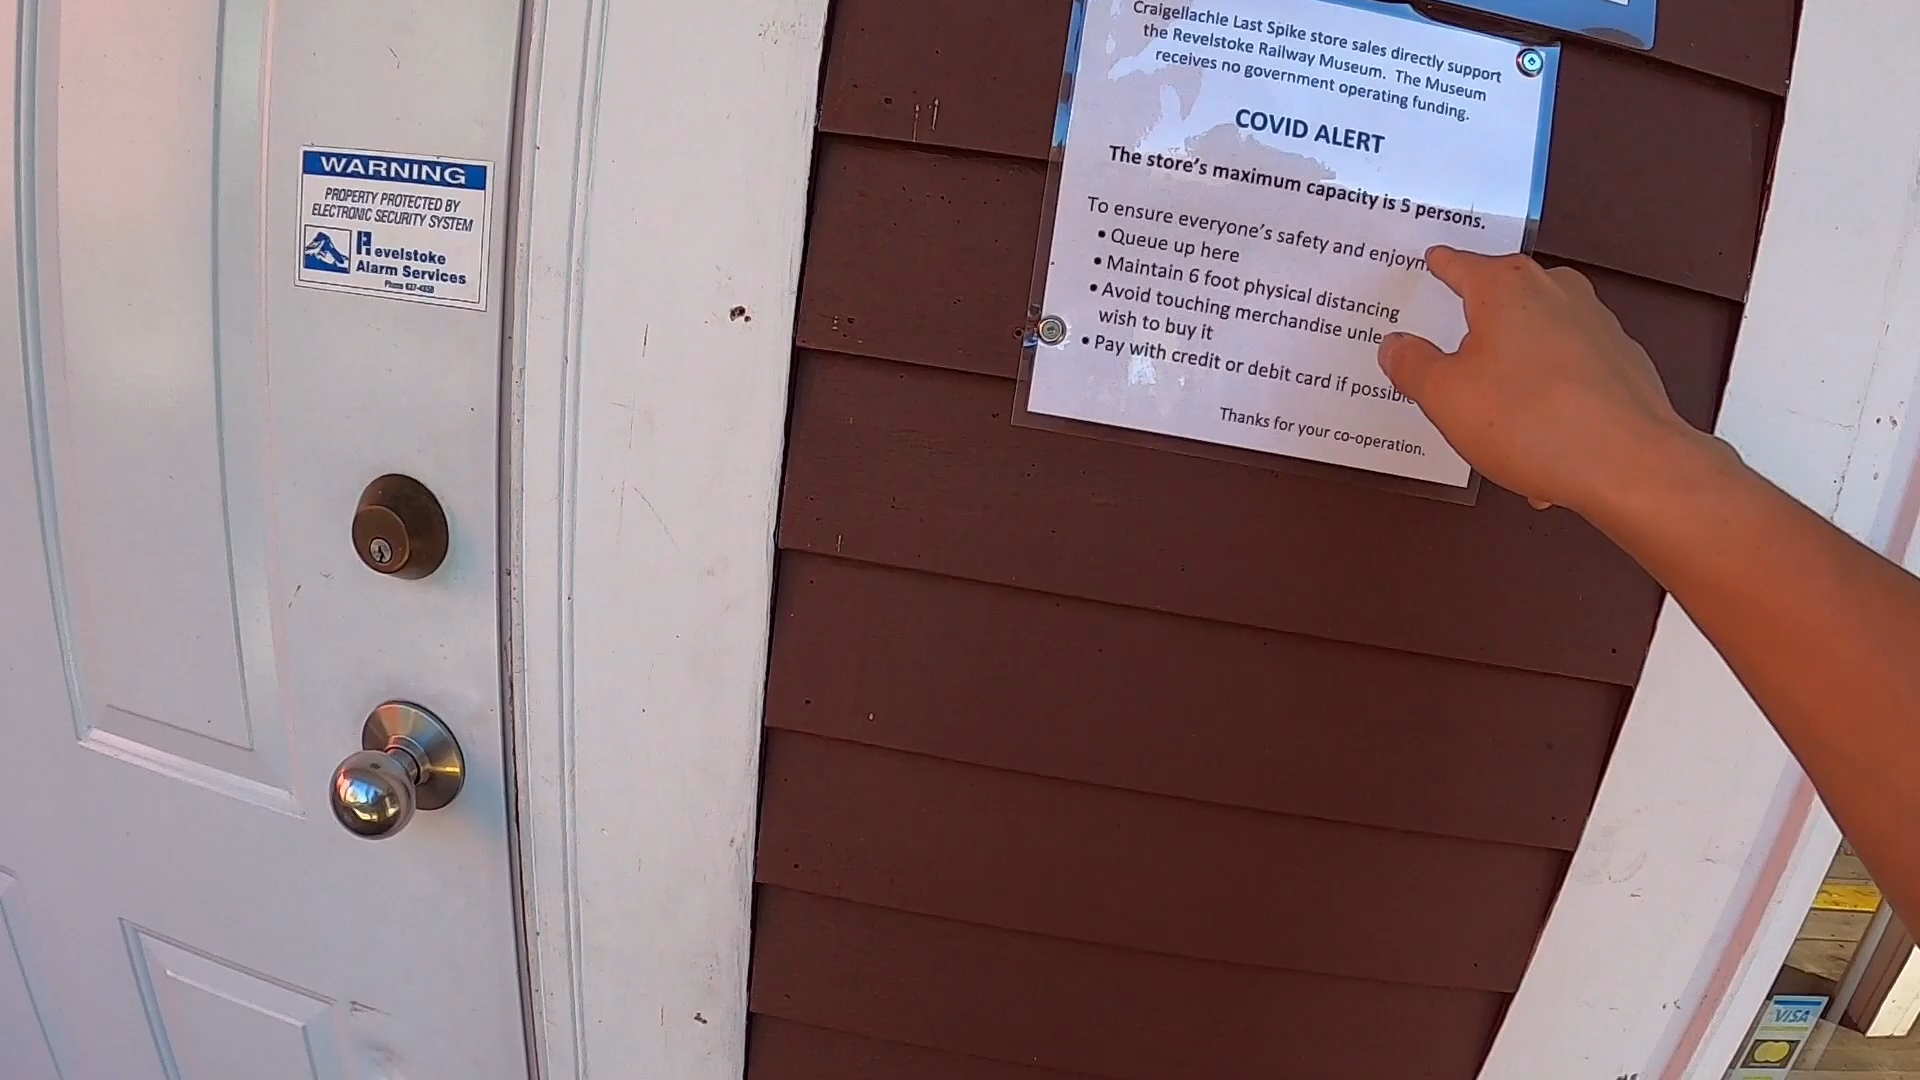 WARNING
PROPERTY PROTECTED BY
ELECTRONIC SECURITY SYSTEM
Revelstoke
Alarm Services
Craigellachie Last Spike store sales directly support
the Revelstoke Railway Museum. The Museum
receives no government operating funding.
COVID ALERT
The store's maximum capacity is 5 persons.
To ensure everyone's safety and enjoym
• Queue up here
• Maintain 6 foot physical distancing
• Avoid touching merchandise unle
wish to buy it
• Pay with credit or debit card if possible
Thanks for your co-operation.
VISA